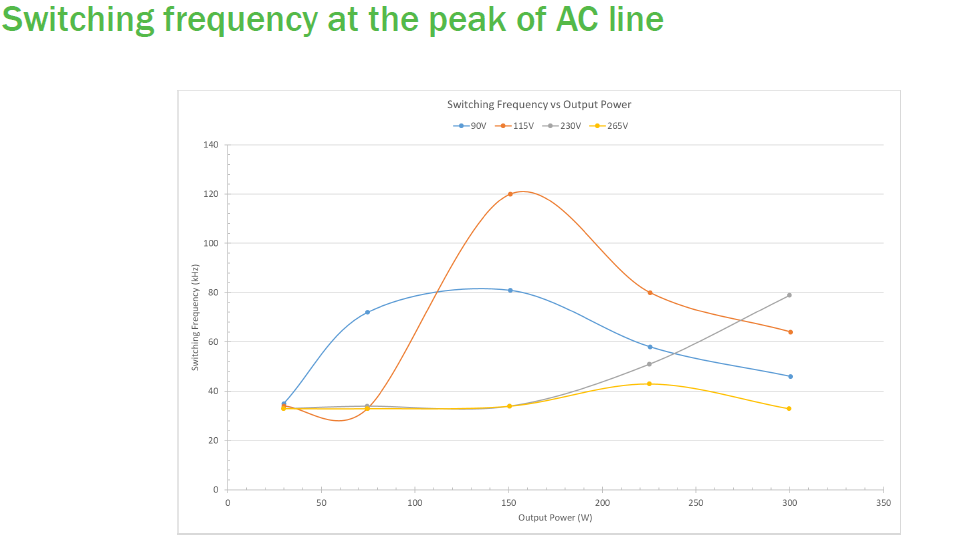 Switching frequency at the peak of AC line
Switching Frequency vs Output Power
90V 115V 230V 265V
140
120
100
80
60
40
20
0
Switching Frequency (kHz)
0 50 100 150 200 250 300 350
Output Power (W)